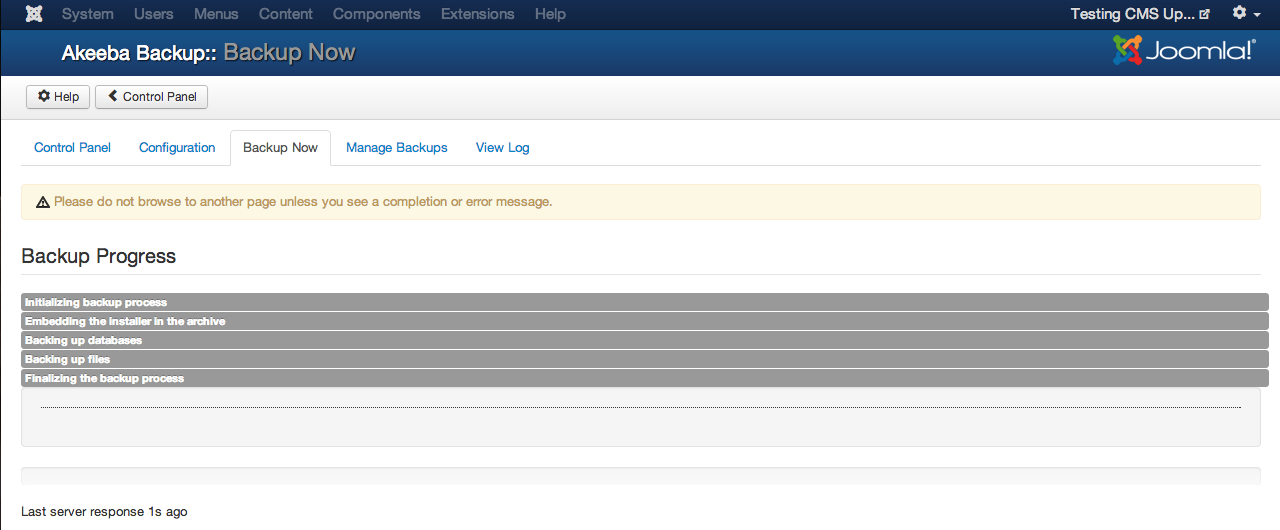 System Users Menus Content Components Extensions Help Testing CMS Up...
Akeeba Backup:: Backup Now Joomla!®
Help Control Panel
Control Panel Configuration Backup Now Manage Backups View Log
Please do not browse to another page unless you see a completion or error message.
Backup Progress
Initializing backup process
Embedding the installer in the archive
Backing up databases
Backing up files
Finalizing the backup process
Last server response 1s ago